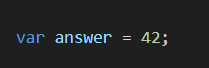 var answer = 42;